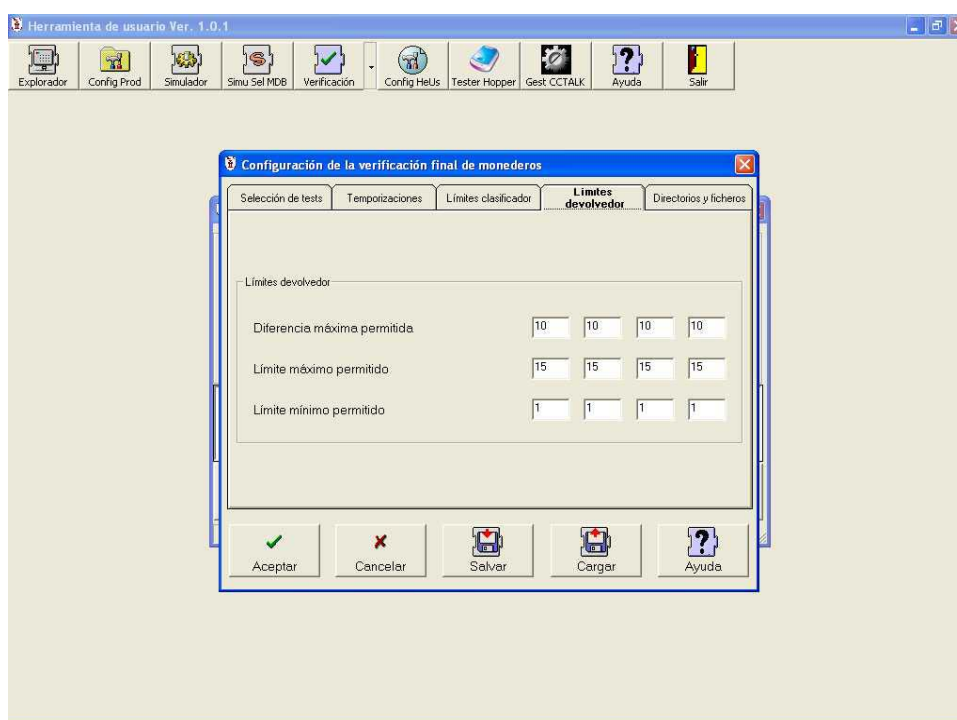 Herramienta de usuario Ver. 1.0.1
Explorador Config Prod Simulador Simu Sel MDB Verificación Config HeUs Tester Hopper Gest CCTALK Ayuda Salir
Configuración de la verificación final de monederos
Selección de tests Temporizaciones Límites clasificador Límites devolvedor Directorios y ficheros
Límites devolvedor
Diferencia máxima permitida 10 10 10 10
Límite máximo permitido 15 15 15 15
Límite mínimo permitido 1 1 1 1
Aceptar Cancelar Salvar Cargar Ayuda